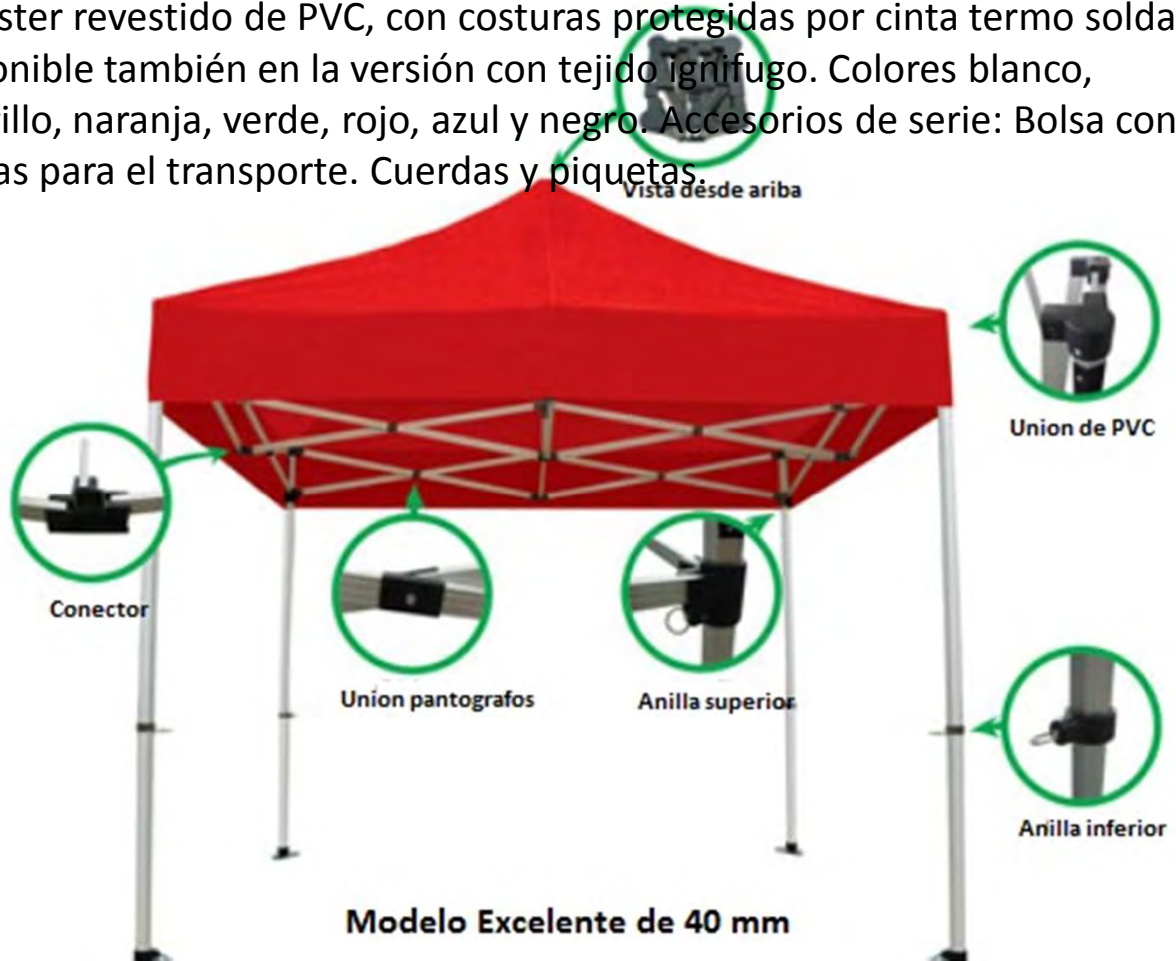 ster revestido de PVC, con costuras protegidas por cinta termo solda
onible también en la versión con tejido ignifugo. Colores blanco,
rillo, naranja, verde, rojo, azul y negro. Accesorios de serie: Bolsa con
as para el transporte. Cuerdas y piquetas.
Vista desde ariba
Union de PVC
Conector
Union pantografos
Anilla superior
Anilla inferior
Modelo Excelente de 40 mm